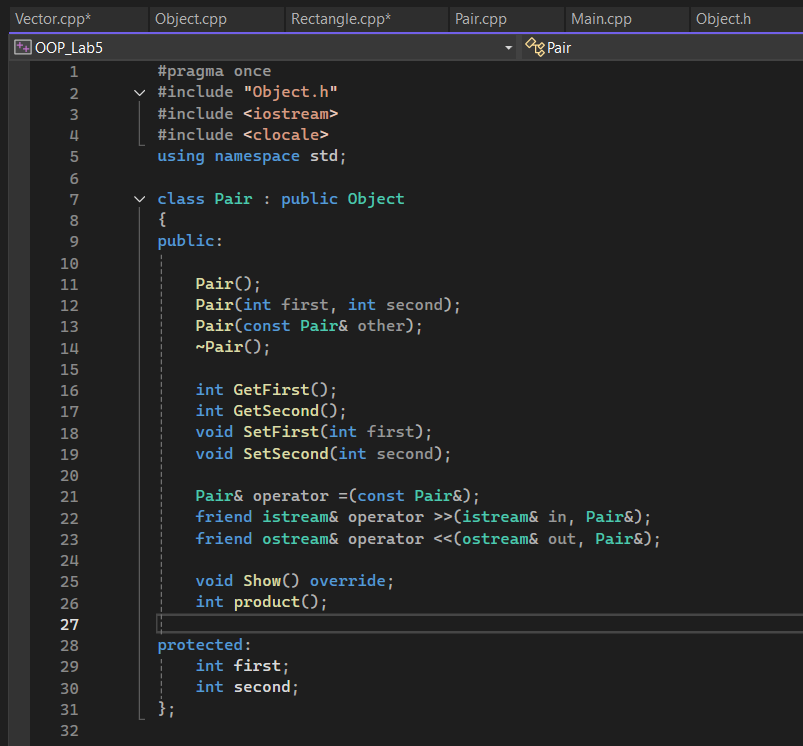 Vector.cpp* Object.cpp Rectangle.cpp* Pair.cpp Main.cpp Object.h
OOP_Lab5 Pair
1 #pragma once
2 #include "Object.h"
3 #include <iostream>
4 #include <clocale>
5 using namespace std;
6
7 class Pair : public Object
8 {
9 public:
10
11 Pair();
12 Pair(int first, int second);
13 Pair(const Pair& other);
14 ~Pair();
15
16 int GetFirst();
17 int GetSecond();
18 void SetFirst(int first);
19 void SetSecond(int second);
20
21 Pair& operator =(const Pair&);
22 friend istream& operator >>(istream& in, Pair&);
23 friend ostream& operator <<(ostream& out, Pair&);
24
25 void Show() override;
26 int product();
27
28 protected:
29 int first;
30 int second;
31 };
32